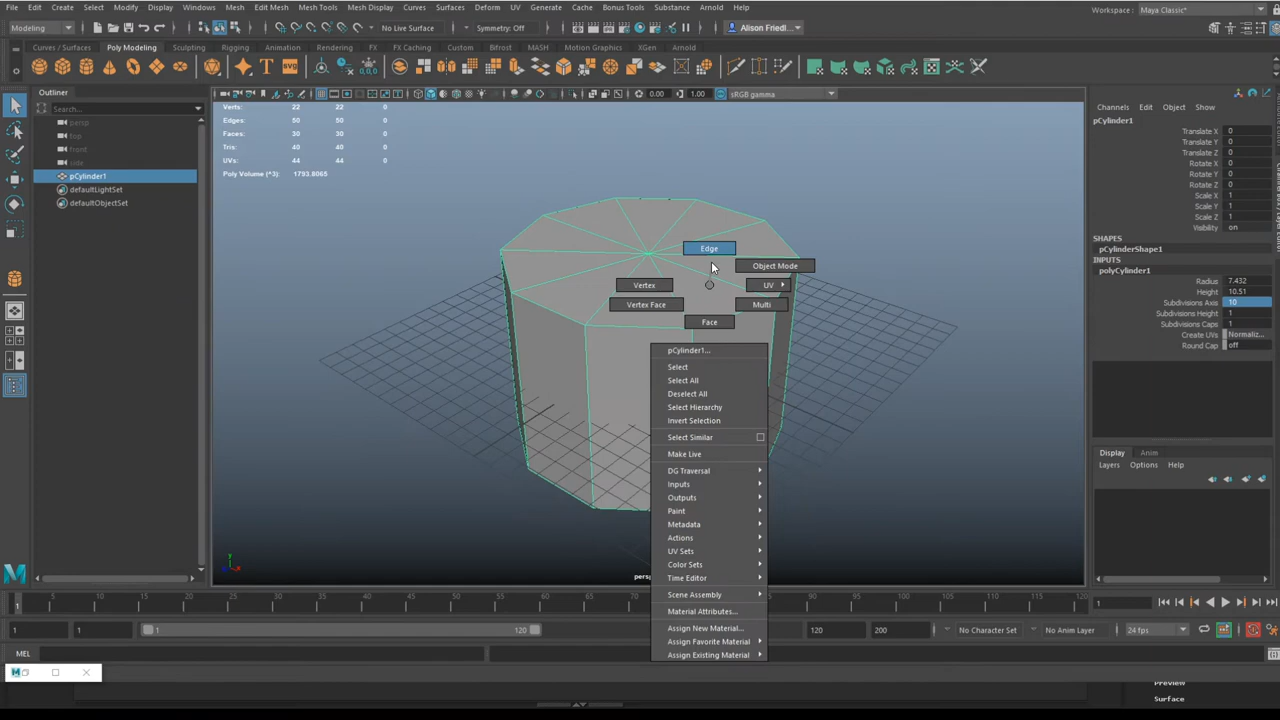 File Edit Create Select Modify Display Windows Mesh Edit Mesh Mesh Tools Mesh Display Curves Surfaces Deform UV Generate Cache Bonus Tools Substance Arnold Help Workspace : Maya Classic*
Modeling No Live Surface Symmetry: Off Alison Friedl...
Curves / Surfaces Poly Modeling Sculpting Rigging Animation Rendering FX FX Caching Custom Bifrost MASH Motion Graphics XGen Arnold
SVG
Outliner
0.00 1.00 sRGB gamma
Search...
persp
top
front
side
pCylinder1
defaultLightSet
defaultObjectSet
Verts: 22 22 0
Edges: 50 50 0
Faces: 30 30 0
Tris: 40 40 0
UVs: 44 44 0
Poly Volume (^3): 1793.8065
Channels Edit Object Show
pCylinder1
Translate X 0
Translate Y 0
Translate Z 0
Rotate X 0
Rotate Y 0
Rotate Z 0
Scale X 1
Scale Y 1
Scale Z 1
Visibility on
SHAPES
pCylinderShape1
INPUTS
polyCylinder1
Radius 7.432
Height 10.51
Subdivisions Axis 10
Subdivisions Height 1
Subdivisions Caps 1
Create UVs Normaliz...
Round Cap off
Edge
Object Mode
Vertex UV
Vertex Face Multi
Face
pCylinder1...
Select
Select All
Deselect All
Select Hierarchy
Invert Selection
Select Similar
Make Live
DG Traversal
Inputs
Outputs
Paint
Metadata
Actions
UV Sets
Color Sets
Time Editor
Scene Assembly
Material Attributes...
Assign New Material...
Assign Favorite Material
Assign Existing Material
Display Anim
Layers Options Help
y
1 5 10 15 20 25 30 35 40 45 50 55 60 65 70 75 80 85 90 95 100 105 110 115 120
1
1 1 1 120 120 200 No Character Set No Anim Layer 24 fps
MEL
Preview
Surface